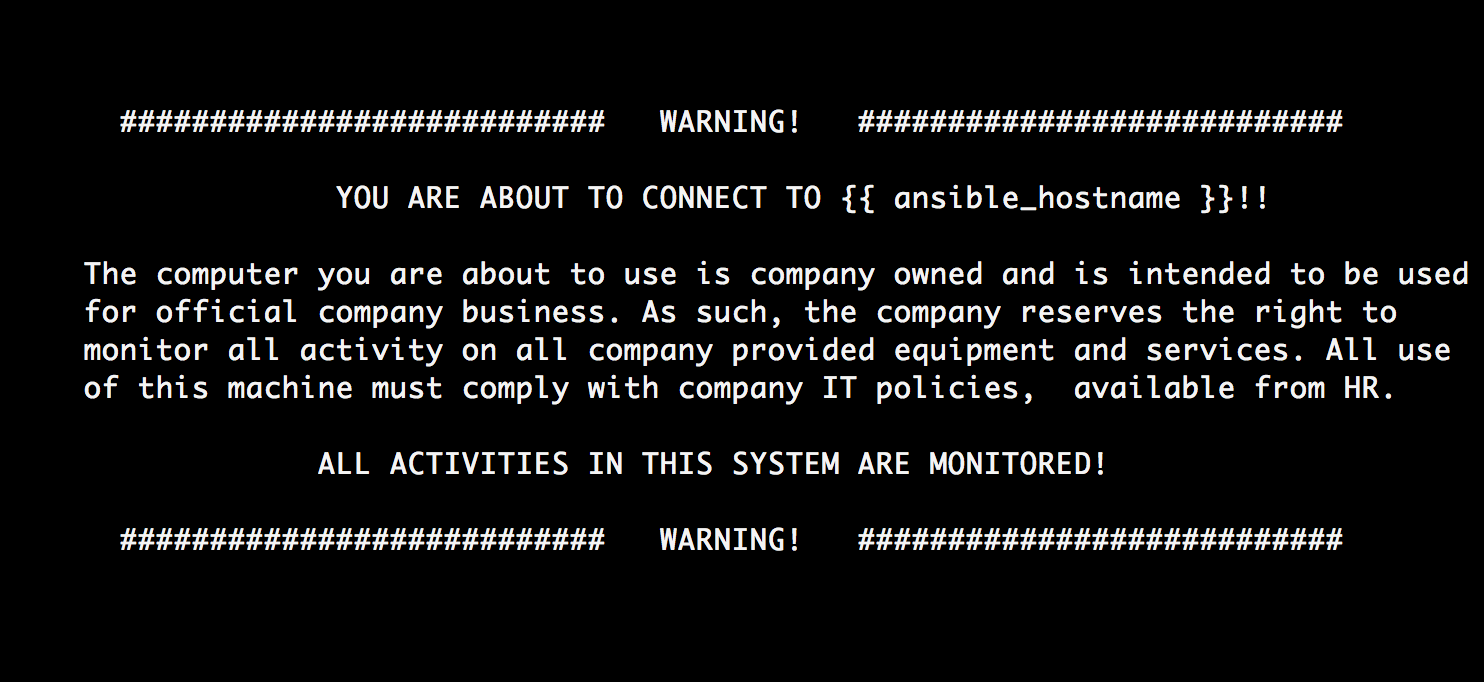 ########################### WARNING! ###########################
YOU ARE ABOUT TO CONNECT TO {{ ansible_hostname }}!!
The computer you are about to use is company owned and is intended to be used
for official company business. As such, the company reserves the right to
monitor all activity on all company provided equipment and services. All use
of this machine must comply with company IT policies,  available from HR.
ALL ACTIVITIES IN THIS SYSTEM ARE MONITORED!
########################### WARNING! ###########################